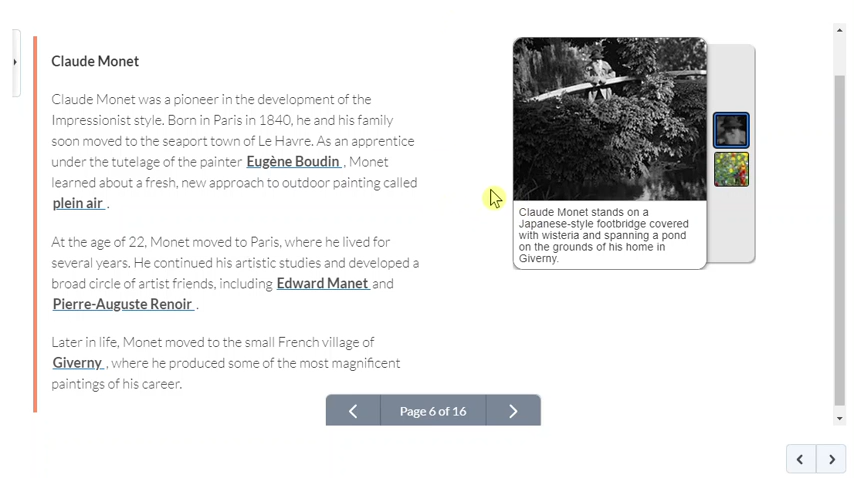 Claude Monet
Claude Monet was a pioneer in the development of the
Impressionist style. Born in Paris in 1840, he and his family
soon moved to the seaport town of Le Havre. As an apprentice
under the tutelage of the painter Eugène Boudin , Monet
learned about a fresh, new approach to outdoor painting called
plein air .
At the age of 22, Monet moved to Paris, where he lived for
several years. He continued his artistic studies and developed a
broad circle of artist friends, including Edward Manet and
Pierre-Auguste Renoir .
Later in life, Monet moved to the small French village of
Giverny , where he produced some of the most magnificent
paintings of his career.
Claude Monet stands on a
Japanese-style footbridge covered
with wisteria and spanning a pond
on the grounds of his home in
Giverny.
Page 6 of 16